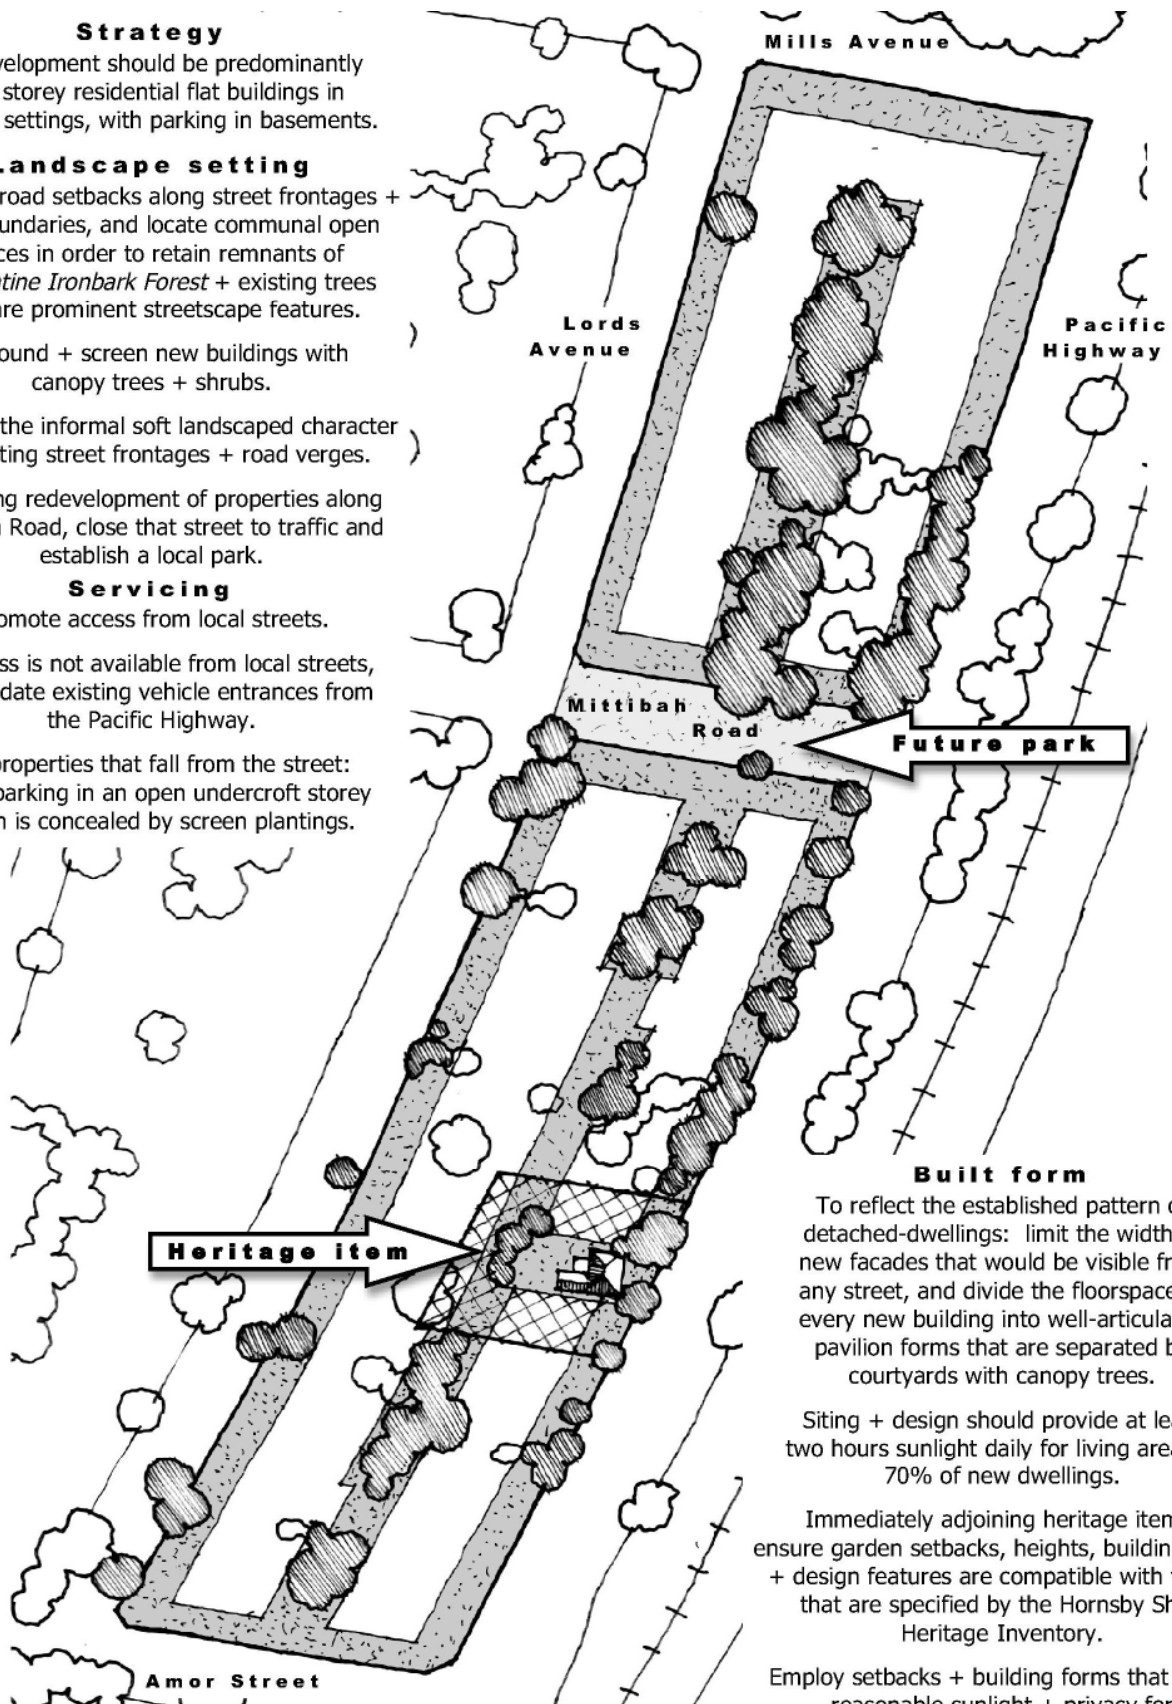 Strategy
velopment should be predominantly
storey residential flat buildings in
settings, with parking in basements.
andscape setting
road setbacks along street frontages +
undaries, and locate communal open
ces in order to retain remnants of
tine Ironbark Forest + existing trees
are prominent streetscape features.
ound + screen new buildings with
canopy trees + shrubs.
the informal soft landscaped character
ting street frontages + road verges.
ng redevelopment of properties along
Road, close that street to traffic and
establish a local park.
Servicing
omote access from local streets.
ss is not available from local streets,
date existing vehicle entrances from
the Pacific Highway.
properties that fall from the street:
parking in an open undercroft storey
is concealed by screen plantings.
Mills Avenue
Lords
Avenue
Pacific
Highway
Mittibah
Road
Future park
Heritage item
Amor Street
Built form
To reflect the established pattern
detached-dwellings: limit the width
new facades that would be visible fr
any street, and divide the floorspace
every new building into well-articula
pavilion forms that are separated b
courtyards with canopy trees.
Siting + design should provide at lea
two hours sunlight daily for living area
70% of new dwellings.
Immediately adjoining heritage item
ensure garden setbacks, heights, building
+ design features are compatible with
that are specified by the Hornsby Sh
Heritage Inventory.
Employ setbacks + building forms that
reasonable sunlight + privacy for